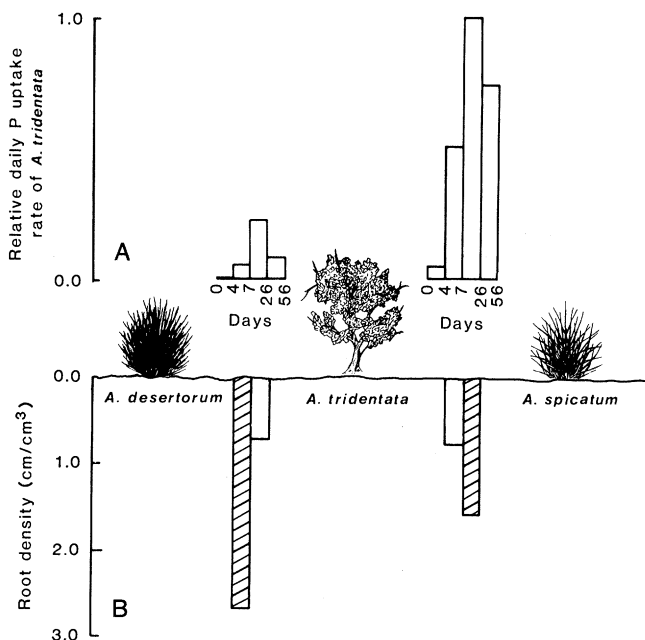 Relative daily P uptake
rate of A. tridentata
1.0
0.0
A
0 4 7 26 56
Days
0 4 7 26 56
Days
A. desertorum
A. tridentata
A. spicatum
Root density (cm/cm³)
0.0
1.0
2.0
3.0
B